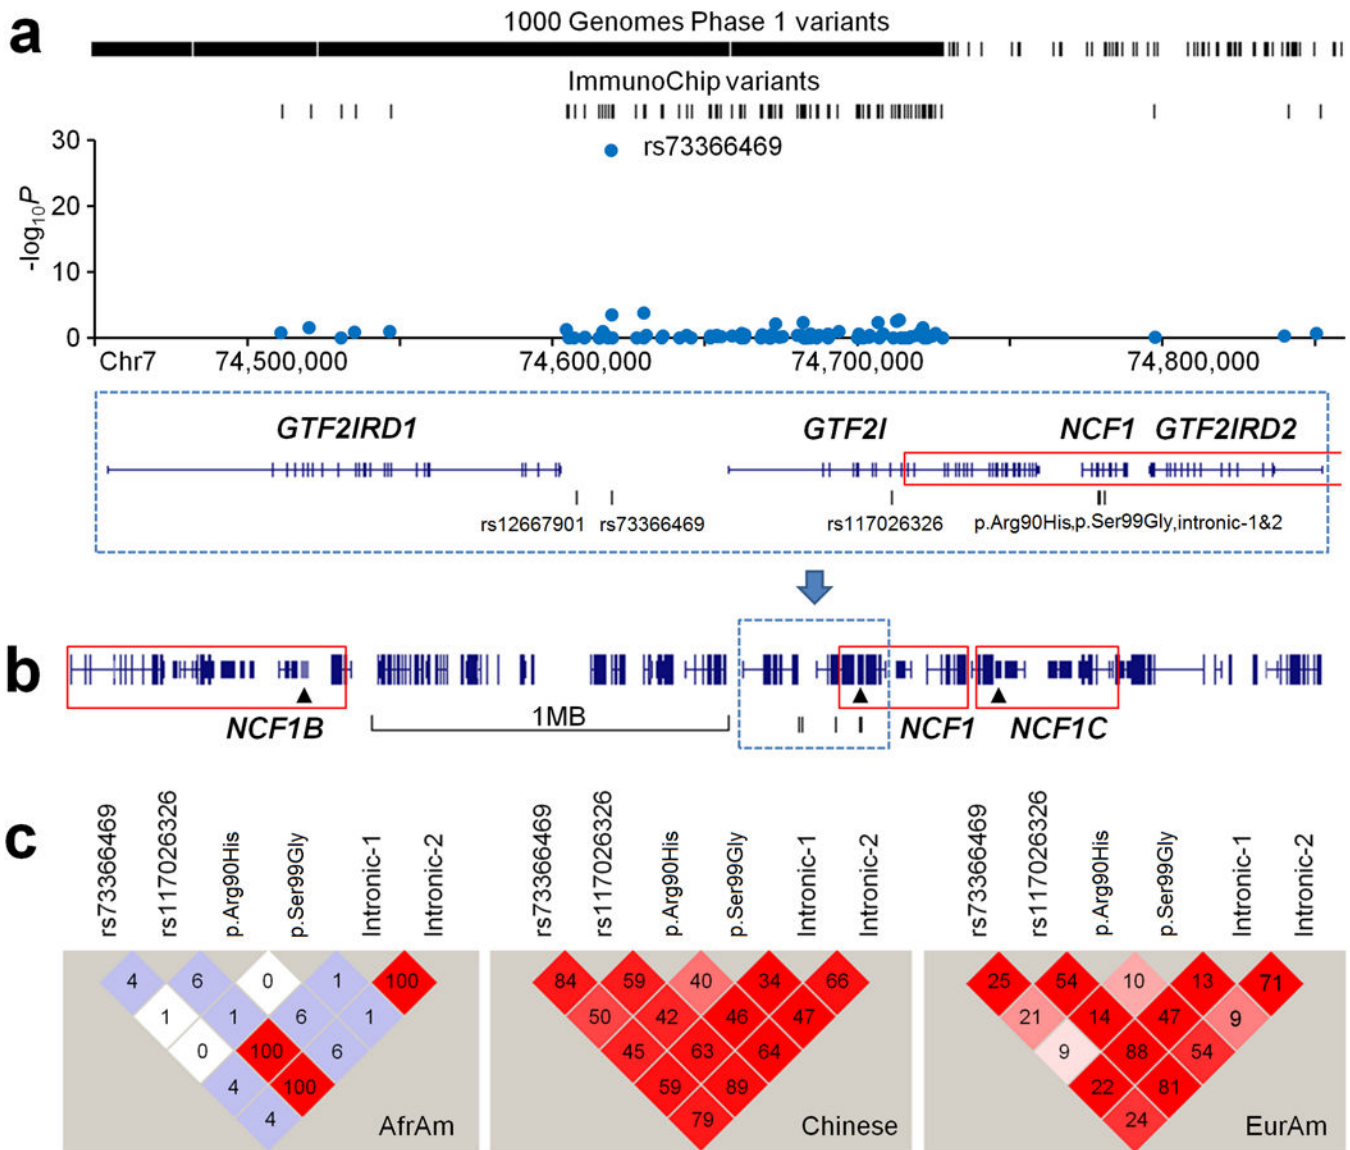 a
1000 Genomes Phase 1 variants
ImmunoChip variants
30
rs73366469
20
-log10P
10
0
Chr7 74,500,000 74,600,000 74,700,000 74,800,000
GTF2IRD1 GTF2I NCF1 GTF2IRD2
rs12667901 rs73366469 rs117026326 p.Arg90His,p.Ser99Gly,intronic-1&2
b
1MB
NCF1B NCF1 NCF1C
c
rs73366469 rs117026326 p.Arg90His p.Ser99Gly Intronic-1 Intronic-2
rs73366469 rs117026326 p.Arg90His p.Ser99Gly Intronic-1 Intronic-2
rs73366469 rs117026326 p.Arg90His p.Ser99Gly Intronic-1 Intronic-2
4 6 0 1 100
1 1 6 1
0 100 6
4 100
4
AfrAm
84 59 40 34 66
50 42 46 47
45 63 64
59 89
79
Chinese
25 54 10 13 71
21 14 47 9
9 88 54
22 81
24
EurAm